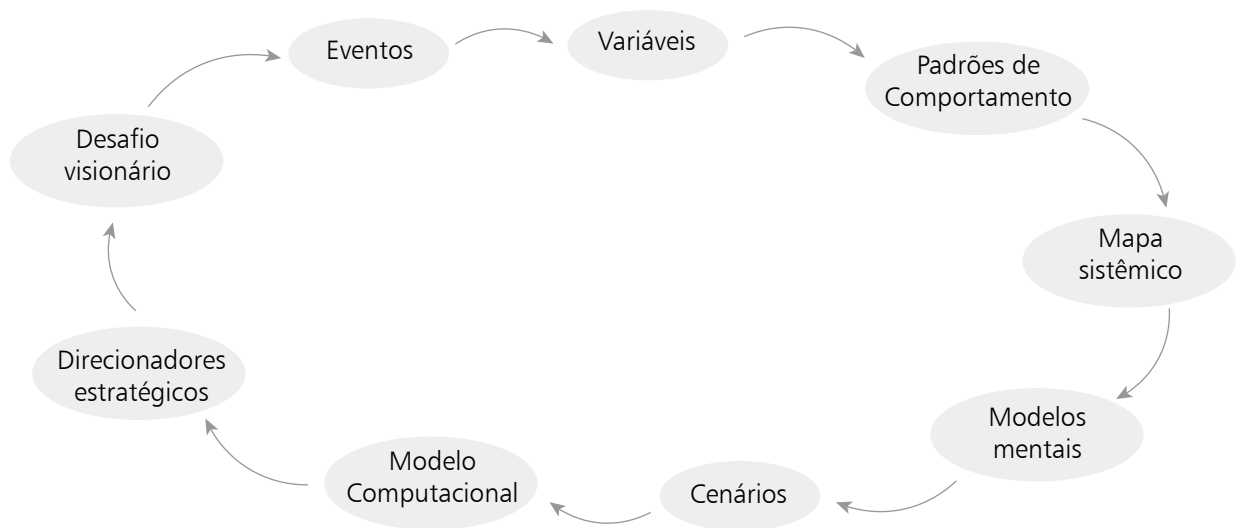 Eventos
Variáveis
Padrões de
Comportamento
Mapa
sistêmico
Modelos
mentais
Cenários
Modelo
Computacional
Direcionadores
estratégicos
Desafio
visionário